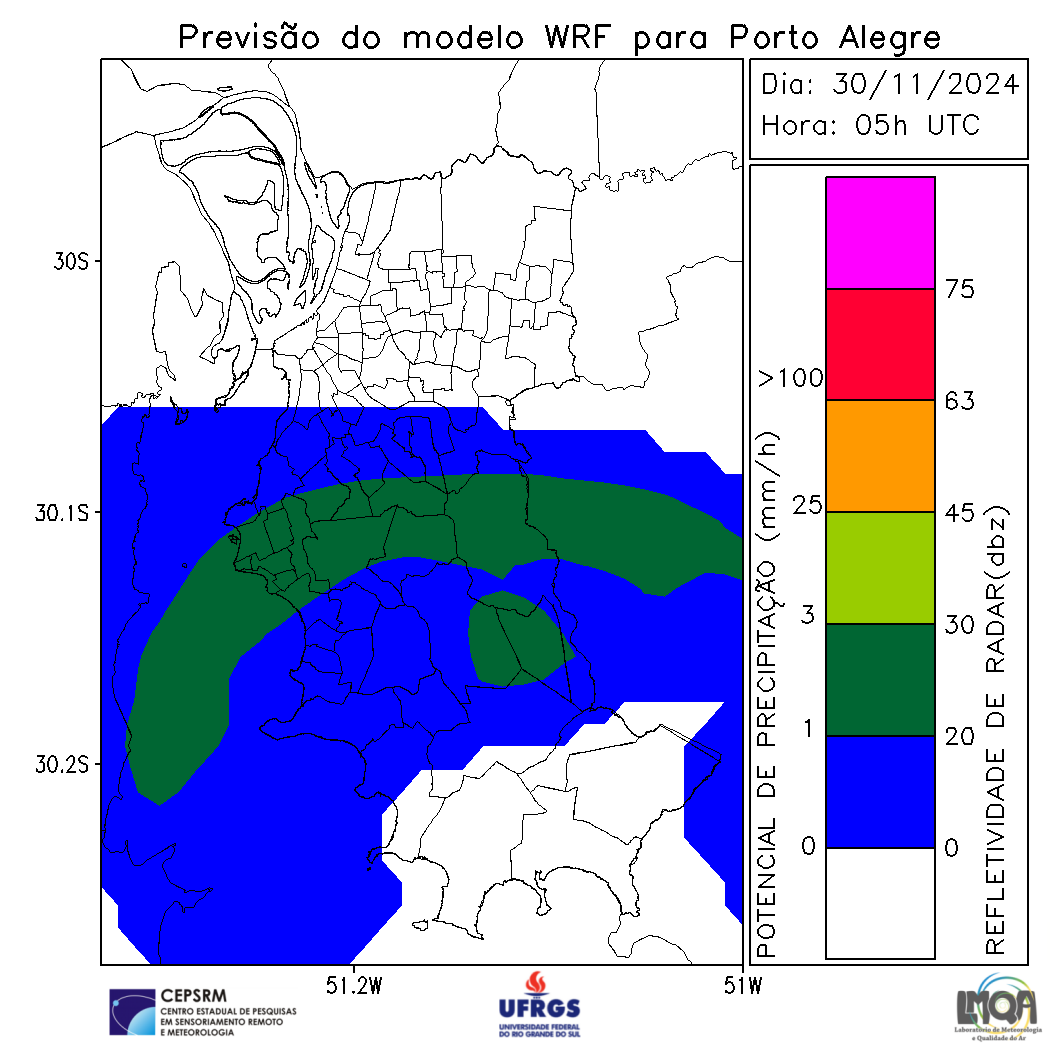 Previsão do modelo WRF para Porto Alegre
Dia: 30/11/2024
Hora: 05h UTC
30S
30.1S
30.2S
51.2W
51W
POTENCIAL DE PRECIPITAÇÃO (mm/h)
>100
25
3
1
0
75
63
45
30
20
0
REFLETIVIDADE DE RADAR(dbz)
CEPSRM
CENTRO ESTADUAL DE PESQUISAS
EM SENSORIAMENTO REMOTO
E METEOROLOGIA
UFRGS
UNIVERSIDADE FEDERAL
DO RIO GRANDE DO SUL
LMQA
Laboratório de Meteorologia
e Qualidade do Ar